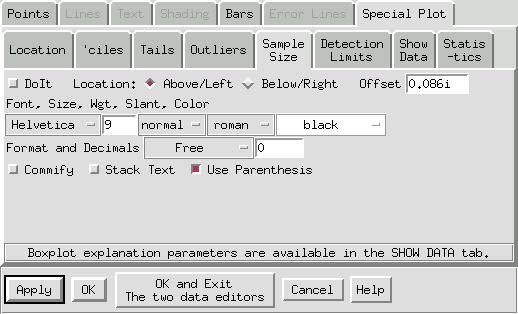 Points Lines Text Shading Bars Error Lines Special Plot
Location 'ciles Tails Outliers Sample Size Detection Limits Show Data Statis-tics
DoIt Location: Above/Left Below/Right Offset 0.086i
Font, Size, Wgt, Slant, Color
Helvetica 9 normal roman black
Format and Decimals Free 0
Commify Stack Text Use Parenthesis
Boxplot explanation parameters are available in the SHOW DATA tab.
Apply OK OK and Exit The two data editors Cancel Help